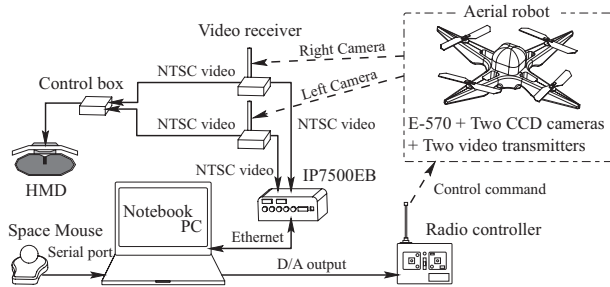 Aerial robot
Video receiver
Right Camera
Control box
NTSC video
Left Camera
NTSC video
NTSC video
E-570 + Two CCD cameras
+ Two video transmitters
HMD
NTSC video
IP7500EB
Control command
Notebook
PC
Space Mouse
Ethernet
Radio controller
Serial port
D/A output